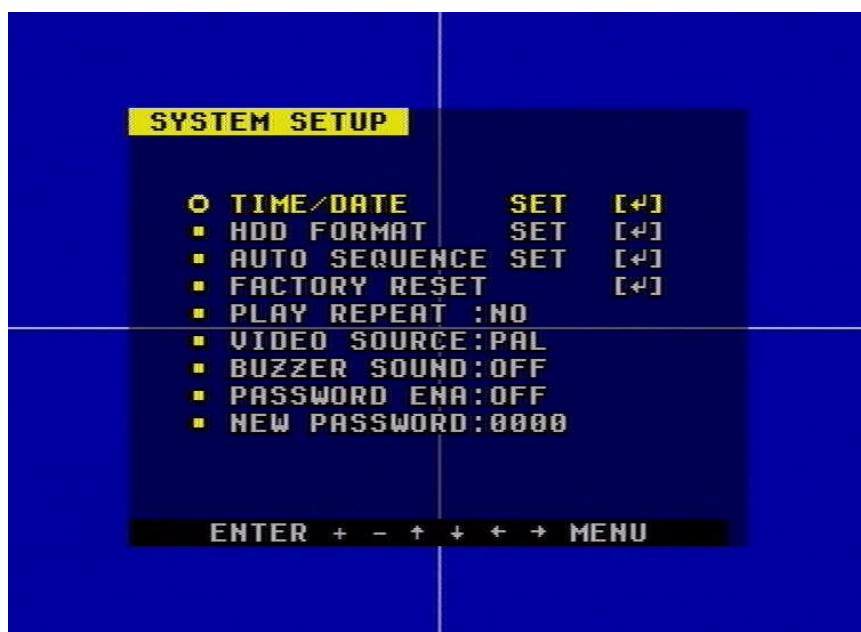 SYSTEM SETUP
TIME/DATE SET [↵]
HDD FORMAT SET [↵]
AUTO SEQUENCE SET [↵]
FACTORY RESET [↵]
PLAY REPEAT :NO
VIDEO SOURCE:PAL
BUZZER SOUND:OFF
PASSWORD ENA:OFF
NEW PASSWORD:0000
ENTER + - ↑ ↓ ← → MENU